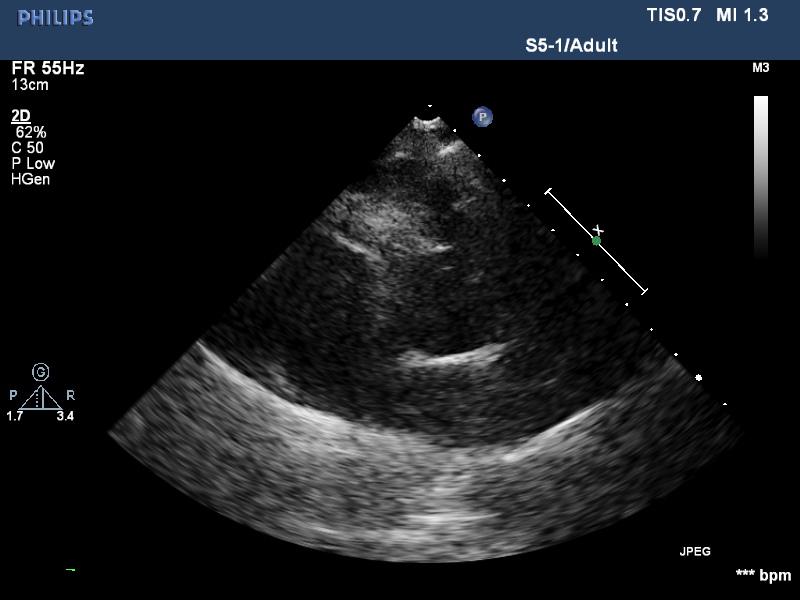 PHILIPS
TIS0.7 MI 1.3
S5-1/Adult
FR 55Hz
13cm
M3
2D
62%
C 50
P Low
HGen
P
G
P R
1.7 3.4
JPEG
*** bpm